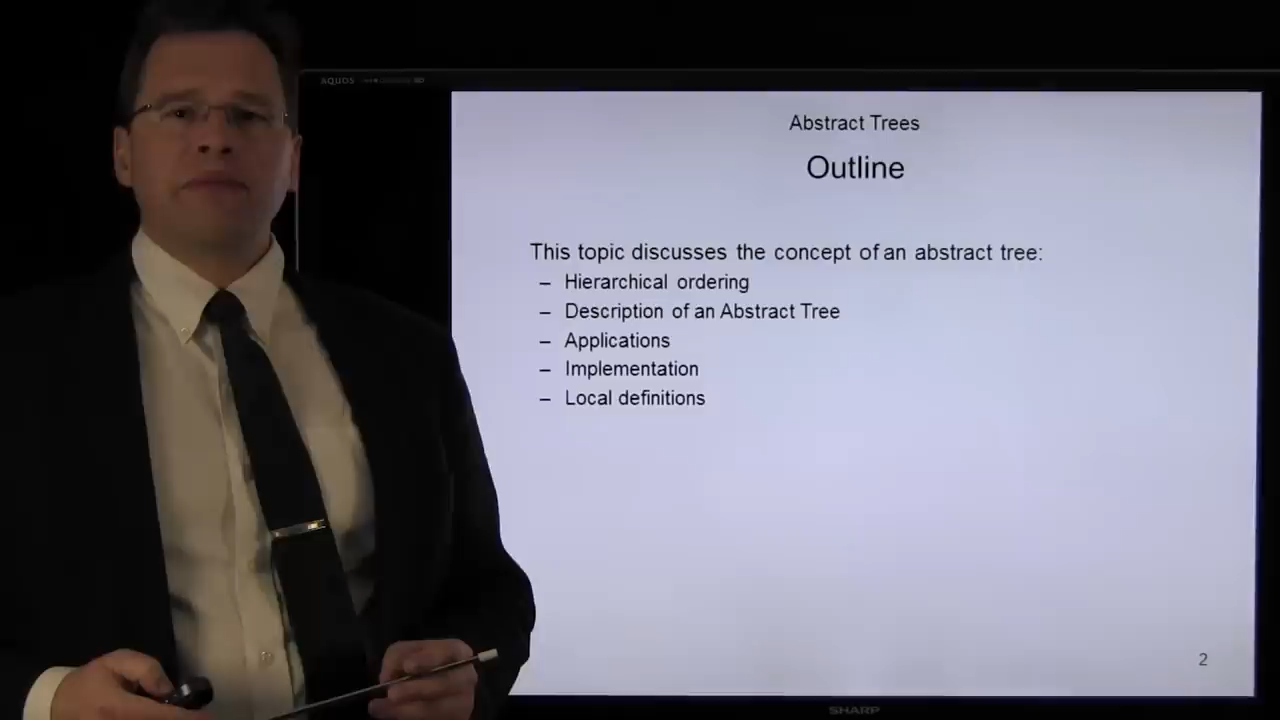 AQUOS
Abstract Trees
Outline
This topic discusses the concept of an abstract tree:
– Hierarchical ordering
– Description of an Abstract Tree
– Applications
– Implementation
– Local definitions
2
SHARP